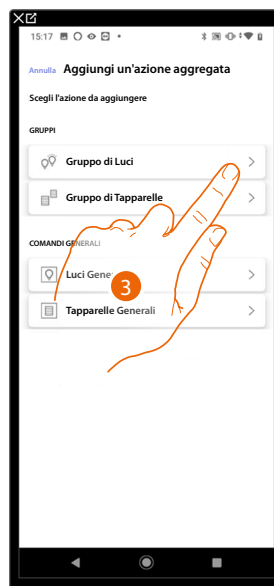 15:17
Annulla Aggiungi un'azione aggregata
Scegli l'azione da aggiungere
GRUPPI
Gruppo di Luci
Gruppo di Tapparelle
COMANDI GENERALI
Luci Gene
3
Tapparelle Generali